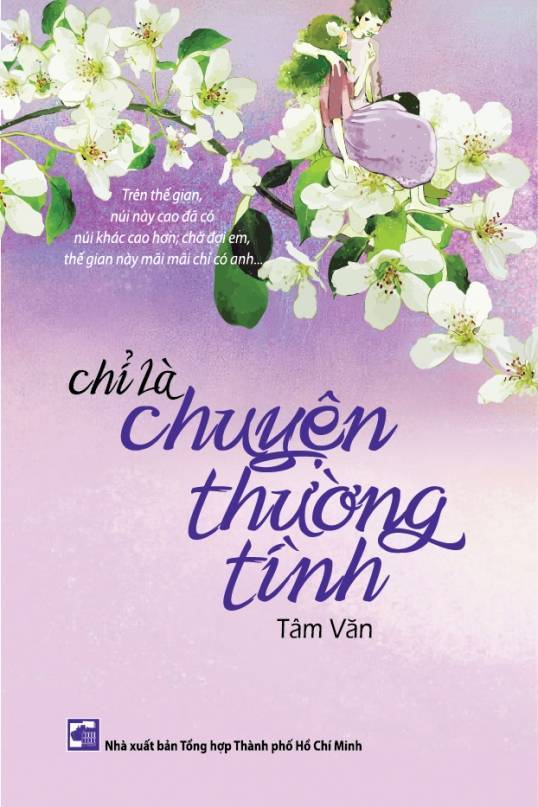 Trên thế gian,
núi này cao đã có
núi khác cao hơn; chờ đợi em,
thế gian này mãi mãi chỉ có anh...
chỉ là
chuyện
thường
tình
Tâm Văn
Nhà xuất bản Tổng hợp Thành phố Hồ Chí Minh